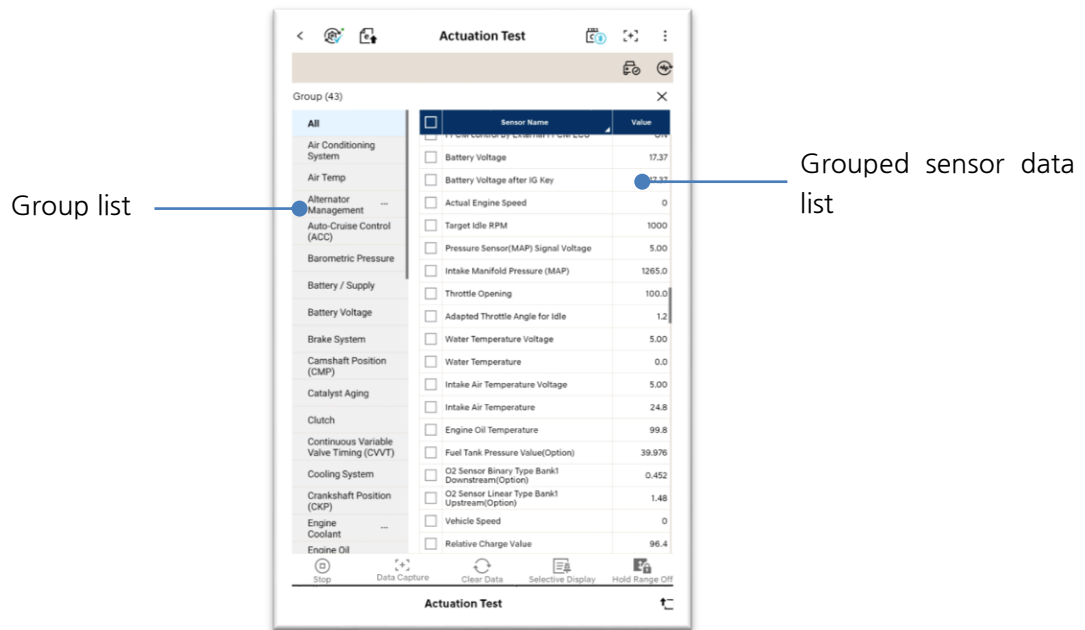 Actuation Test
Group (43)
All
Air Conditioning
System
Air Temp
Alternator ...
Management
Auto-Cruise Control
(ACC)
Barometric Pressure
Battery / Supply
Battery Voltage
Brake System
Camshaft Position
(CMP)
Catalyst Aging
Clutch
Continuous Variable
Valve Timing (CVVT)
Cooling System
Crankshaft Position
(CKP)
Engine ...
Coolant
Engine Oil
Sensor Name Value
Battery Voltage 17.37
Battery Voltage after IG Key 17.37
Actual Engine Speed 0
Target Idle RPM 1000
Pressure Sensor(MAP) Signal Voltage 5.00
Intake Manifold Pressure (MAP) 1265.0
Throttle Opening 100.0
Adapted Throttle Angle for Idle 1.2
Water Temperature Voltage 5.00
Water Temperature 0.0
Intake Air Temperature Voltage 5.00
Intake Air Temperature 24.8
Engine Oil Temperature 99.8
Fuel Tank Pressure Value(Option) 39.976
O2 Sensor Binary Type Bank1
Downstream(Option) 0.452
O2 Sensor Linear Type Bank1
Upstream(Option) 1.48
Vehicle Speed 0
Relative Charge Value 96.4
Stop Data Capture Clear Data Selective Display Hold Range Off
Actuation Test
Group list
Grouped sensor data
list